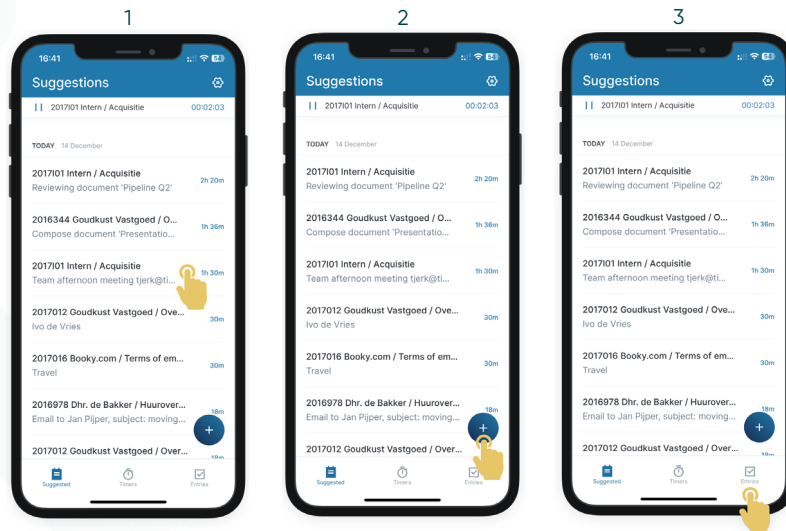 1
16:41
54
Suggestions
2017I01 Intern / Acquisitie 00:02:03
TODAY 14 December
2017I01 Intern / Acquisitie
Reviewing document 'Pipeline Q2' 2h 20m
2016344 Goudkust Vastgoed / O...
Compose document 'Presentatio... 1h 36m
2017I01 Intern / Acquisitie
Team afternoon meeting tjerk@ti... 1h 30m
2017012 Goudkust Vastgoed / Ove...
Ivo de Vries 30m
2017016 Booky.com / Terms of em...
Travel 30m
2016978 Dhr. de Bakker / Huurover...
Email to Jan Pijper, subject: moving... 18m
2017012 Goudkust Vastgoed / Over...
18m
Suggested Timers Entries
2
16:41
54
Suggestions
2017I01 Intern / Acquisitie 00:02:03
TODAY 14 December
2017I01 Intern / Acquisitie
Reviewing document 'Pipeline Q2' 2h 20m
2016344 Goudkust Vastgoed / O...
Compose document 'Presentatio... 1h 36m
2017I01 Intern / Acquisitie
Team afternoon meeting tjerk@ti... 1h 30m
2017012 Goudkust Vastgoed / Ove...
Ivo de Vries 30m
2017016 Booky.com / Terms of em...
Travel 30m
2016978 Dhr. de Bakker / Huurover...
Email to Jan Pijper, subject: moving... 18m
2017012 Goudkust Vastgoed / Over...
Suggested Timers Entries
3
16:41
54
Suggestions
2017I01 Intern / Acquisitie 00:02:03
TODAY 14 December
2017I01 Intern / Acquisitie
Reviewing document 'Pipeline Q2' 2h 20m
2016344 Goudkust Vastgoed / O...
Compose document 'Presentatio... 1h 36m
2017I01 Intern / Acquisitie
Team afternoon meeting tjerk@ti... 1h 30m
2017012 Goudkust Vastgoed / Ove...
Ivo de Vries 30m
2017016 Booky.com / Terms of em...
Travel 30m
2016978 Dhr. de Bakker / Huurover...
Email to Jan Pijper, subject: moving... 18m
2017012 Goudkust Vastgoed / Over...
18m
Suggested Timers Entries